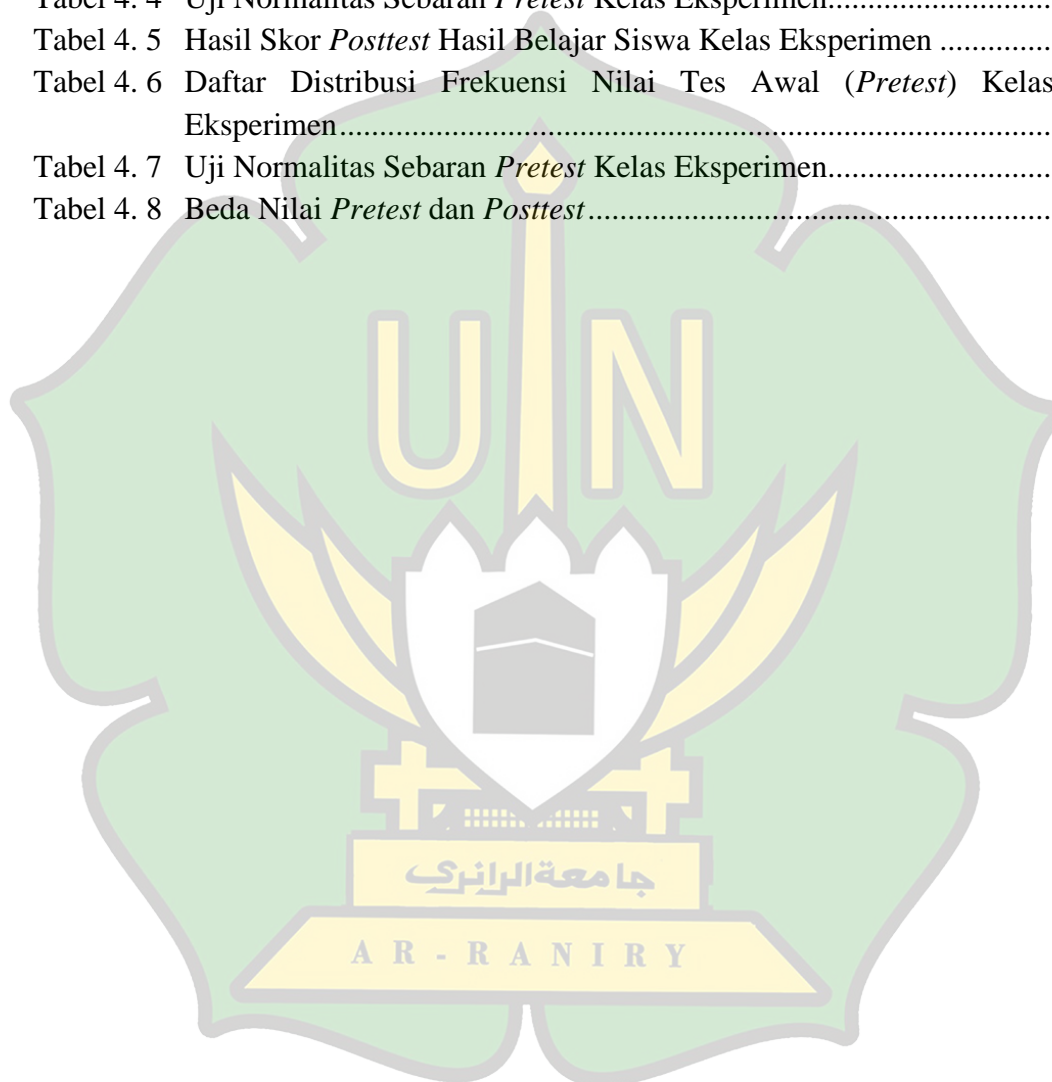 Tabel 4. 4 Uji Normalitas Sebaran Pretest Kelas Eksperimen............................
Tabel 4. 5 Hasil Skor Posttest Hasil Belajar Siswa Kelas Eksperimen ..............
Tabel 4. 6 Daftar Distribusi Frekuensi Nilai Tes Awal (Pretest) Kelas
Eksperimen.........................................................................................
Tabel 4. 7 Uji Normalitas Sebaran Pretest Kelas Eksperimen............................
Tabel 4. 8 Beda Nilai Pretest dan Posttest..........................................................
UIN
جامعة الرانري
AR-RANIRY